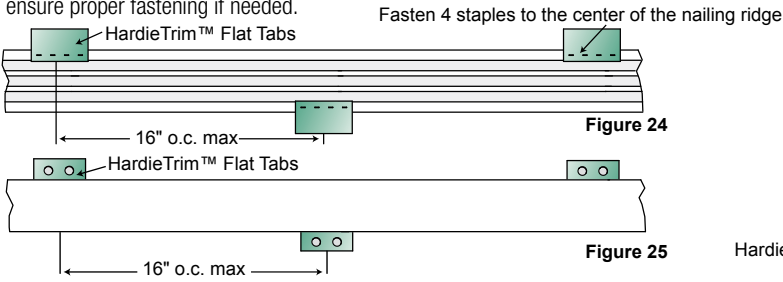 ensure proper fastening if needed.
Fasten 4 staples to the center of the nailing ridge
HardieTrim™ Flat Tabs
16" o.c. max
Figure 24
HardieTrim™ Flat Tabs
16" o.c. max
Figure 25